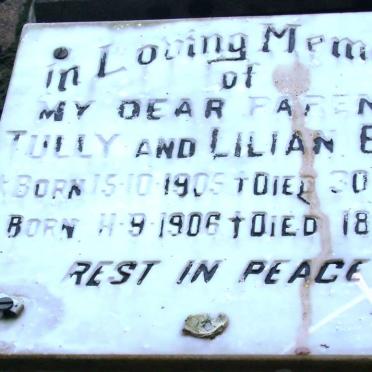 in Loving Mem
of
MY DEAR PAREN
TULLY AND LILIAN E
BORN 15-10-1905 † DIED 30
BORN 11-9-1906 † DIED 18
REST IN PEACE